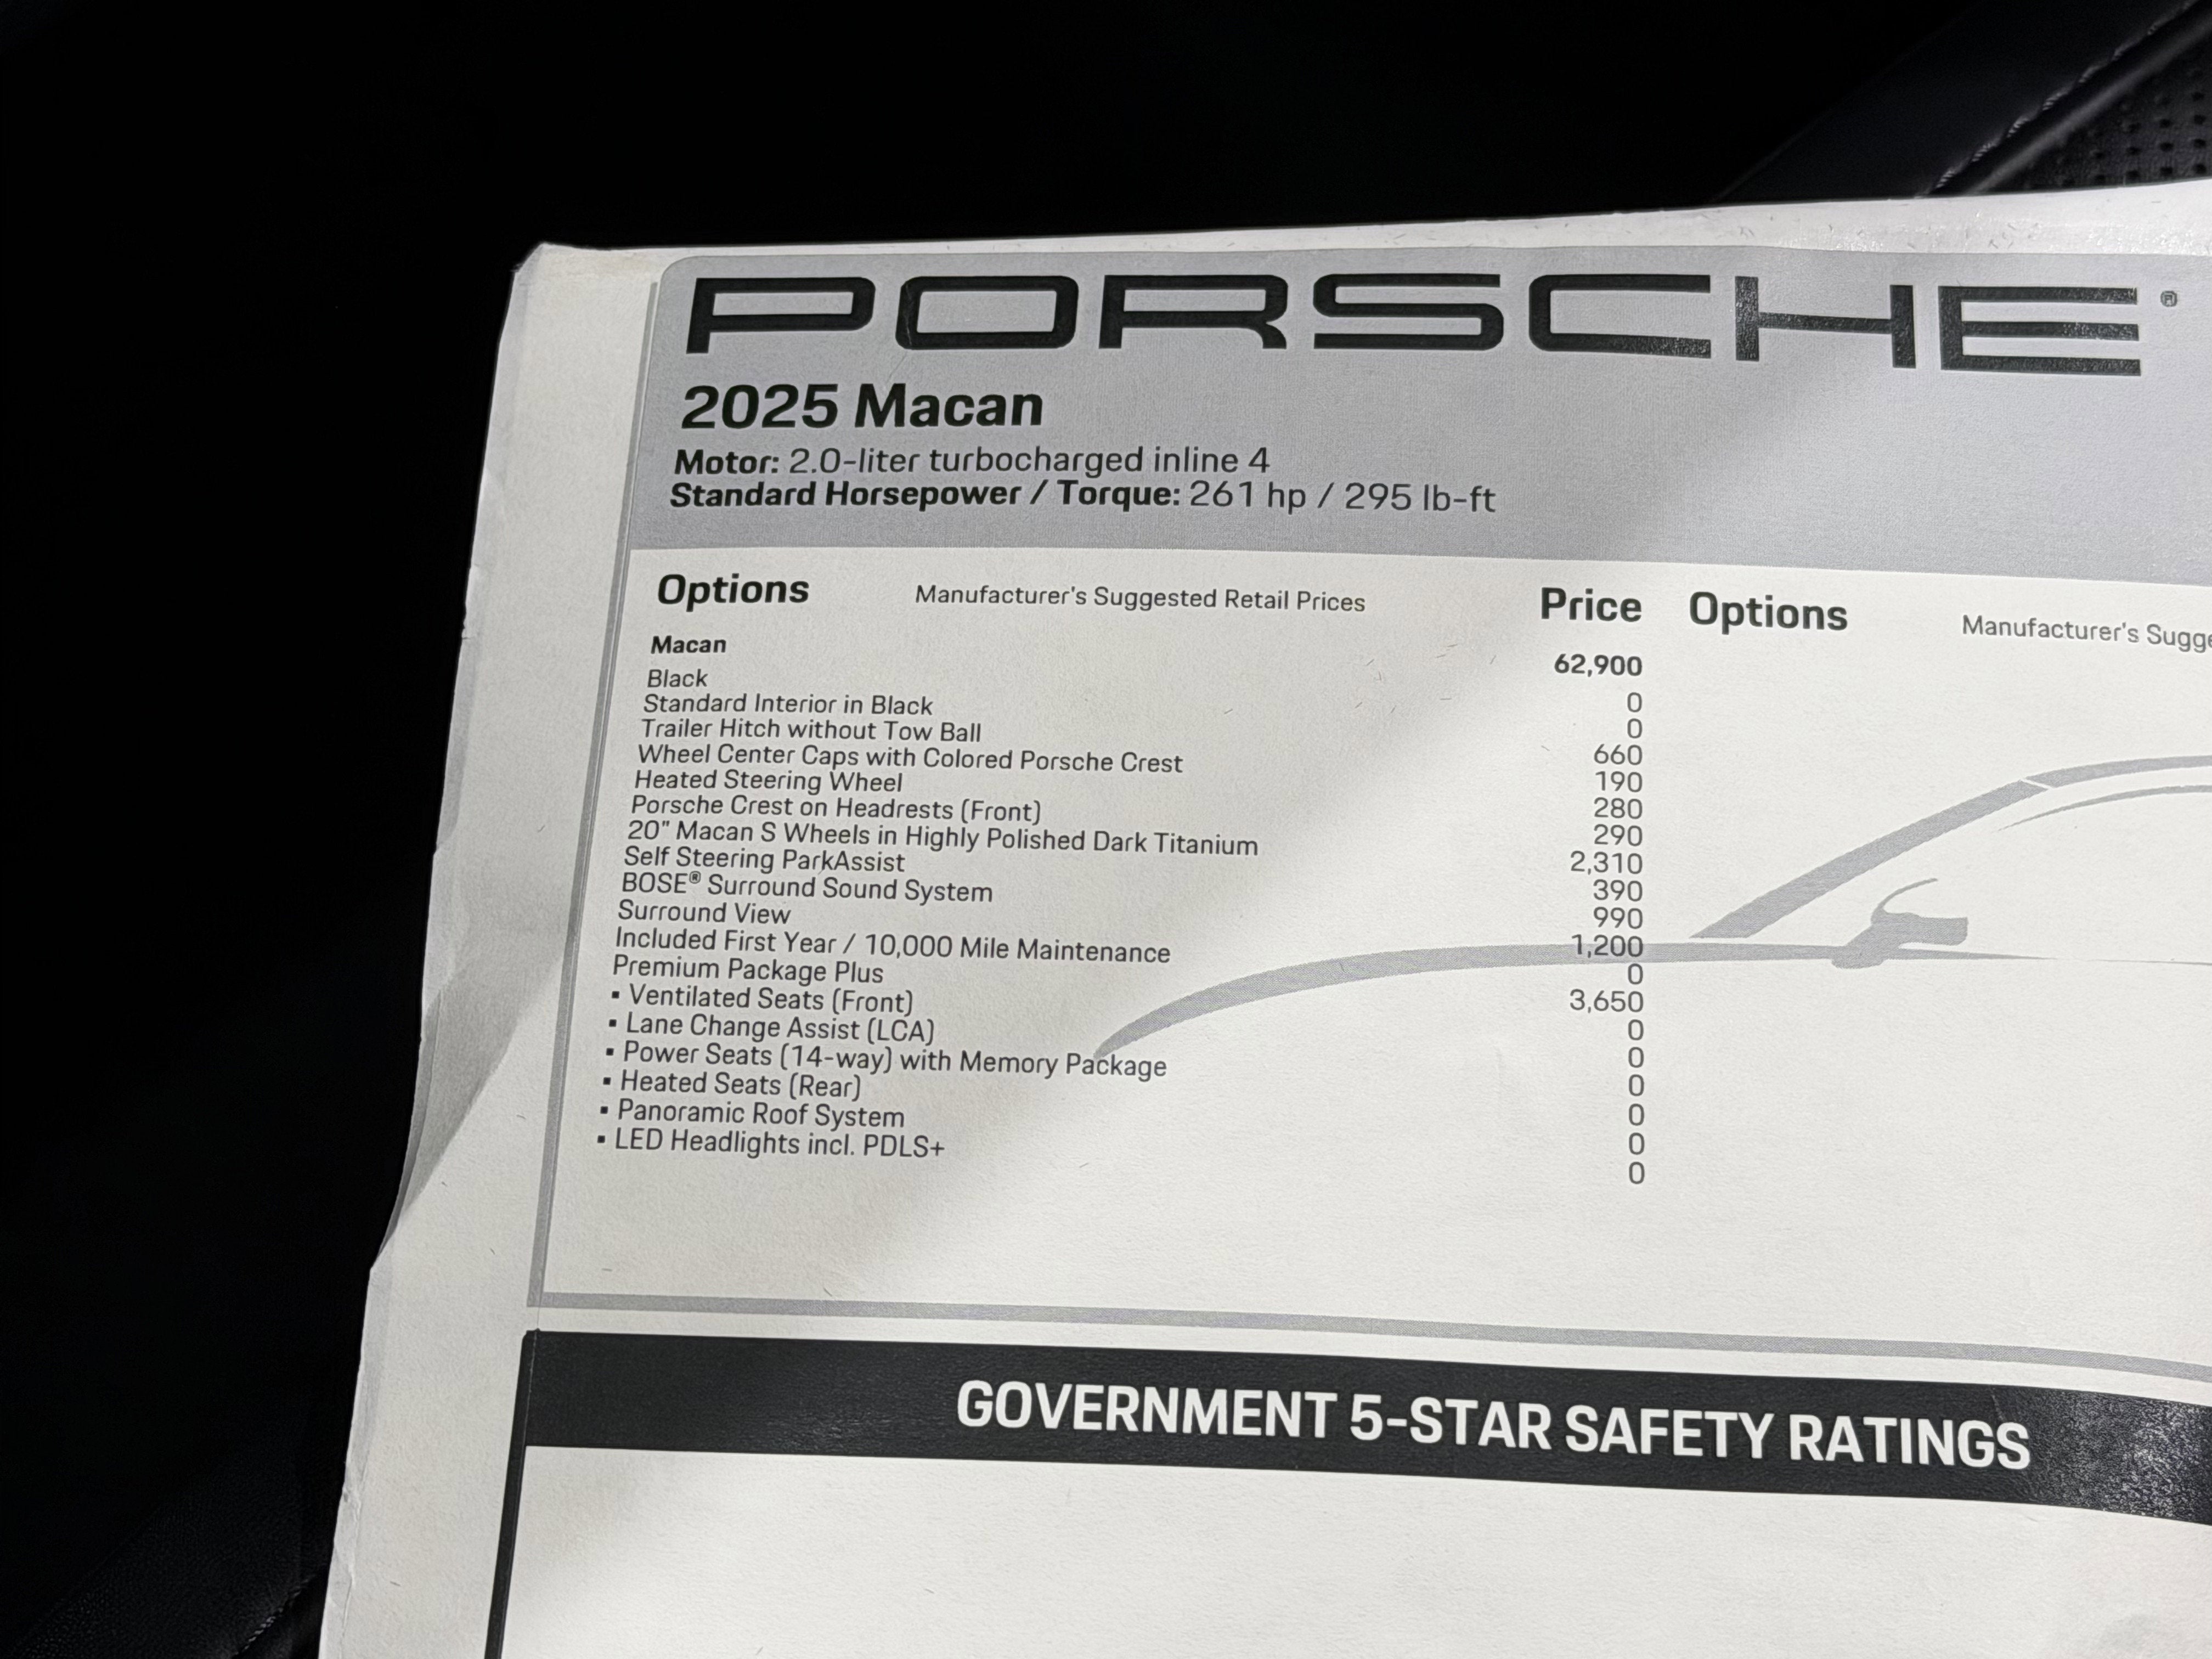 PORSCHE®
2025 Macan
Motor: 2.0-liter turbocharged inline 4
Standard Horsepower / Torque: 261 hp / 295 lb-ft
Options Manufacturer's Suggested Retail Prices Price Options Manufacturer's
Macan 62,900
Black 0
Standard Interior in Black 0
Trailer Hitch without Tow Ball 660
Wheel Center Caps with Colored Porsche Crest 190
Heated Steering Wheel 280
Porsche Crest on Headrests (Front) 290
20" Macan S Wheels in Highly Polished Dark Titanium 2,310
Self Steering ParkAssist 390
BOSE® Surround Sound System 990
Surround View 1,200
Included First Year / 10,000 Mile Maintenance 0
Premium Package Plus 3,650
▪ Ventilated Seats (Front) 0
▪ Lane Change Assist (LCA) 0
▪ Power Seats (14-way) with Memory Package 0
▪ Heated Seats (Rear) 0
▪ Panoramic Roof System 0
▪ LED Headlights incl. PDLS+ 0
GOVERNMENT 5-STAR SAFETY RATINGS